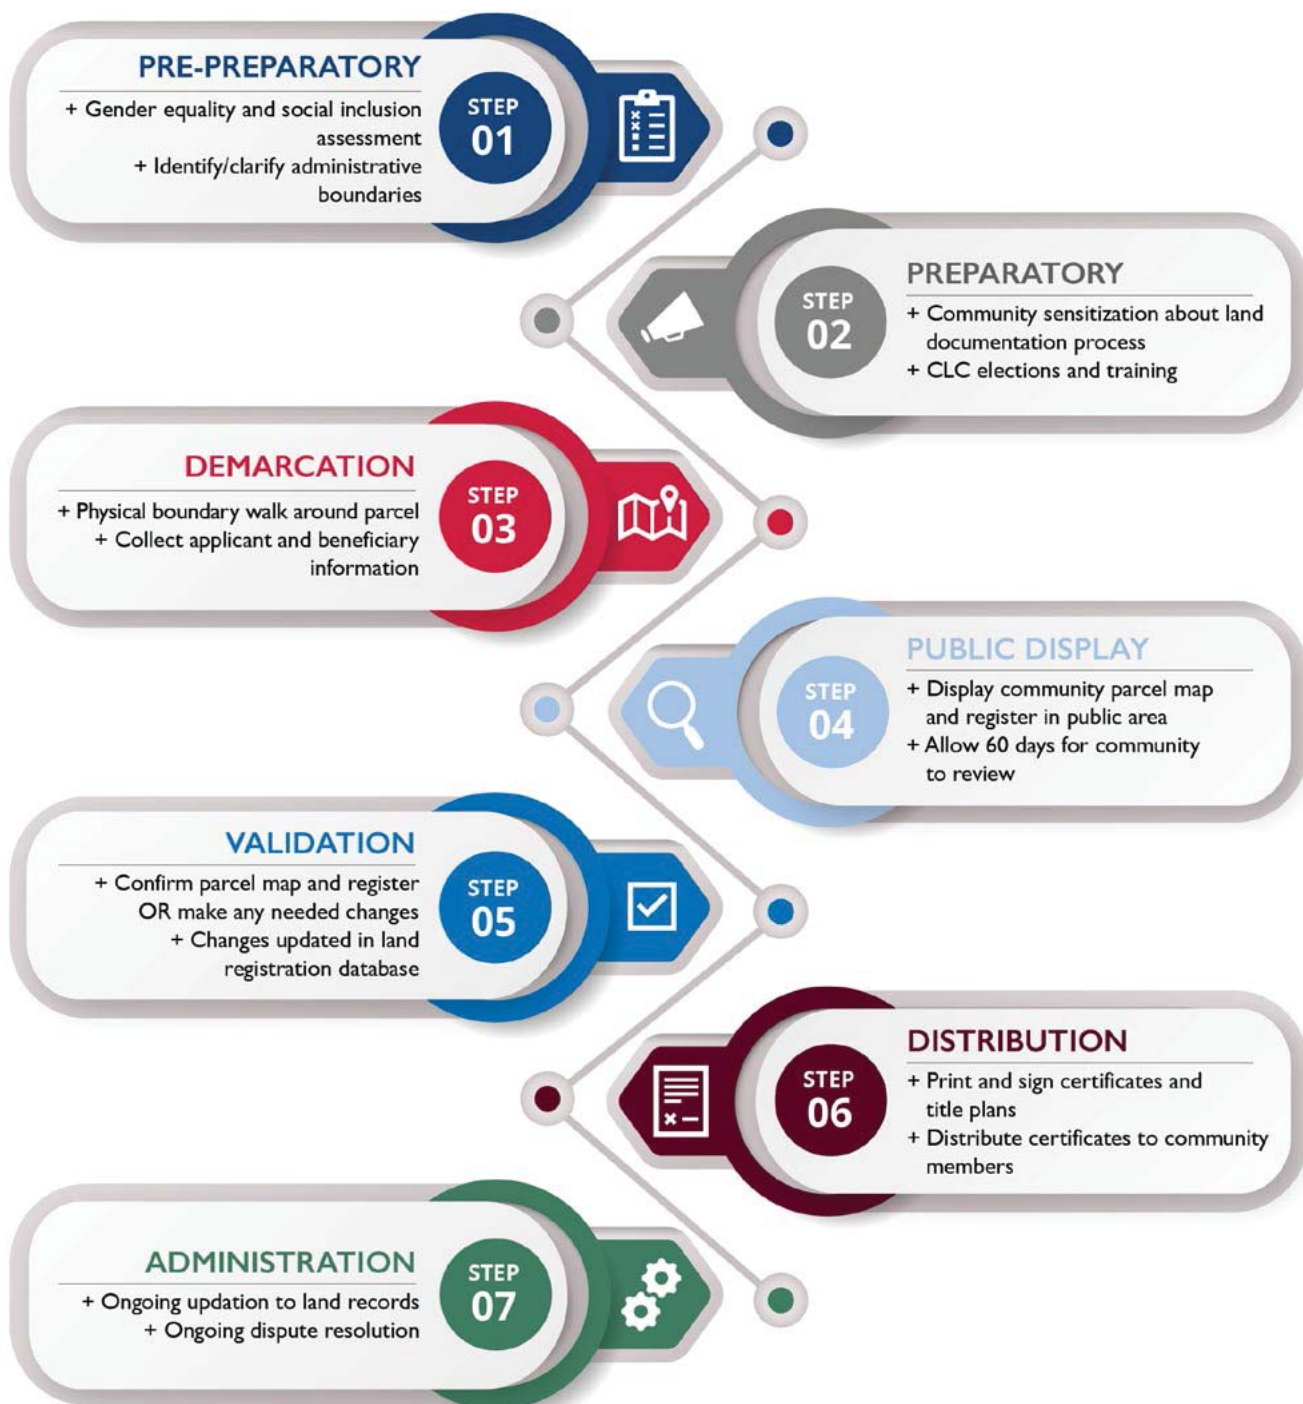 PRE-PREPARATORY
+ Gender equality and social inclusion
assessment
+ Identify/clarify administrative
boundaries
STEP
01
PREPARATORY
+ Community sensitization about land
documentation process
+ CLC elections and training
STEP
02
DEMARCATION
+ Physical boundary walk around parcel
+ Collect applicant and beneficiary
information
STEP
03
PUBLIC DISPLAY
+ Display community parcel map
and register in public area
+ Allow 60 days for community
to review
STEP
04
VALIDATION
+ Confirm parcel map and register
OR make any needed changes
+ Changes updated in land
registration database
STEP
05
DISTRIBUTION
+ Print and sign certificates and
title plans
+ Distribute certificates to community
members
STEP
06
ADMINISTRATION
+ Ongoing updation to land records
+ Ongoing dispute resolution
STEP
07